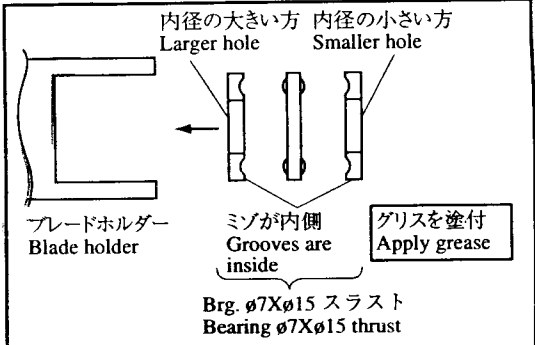 内径の大きい方
Larger hole
内径の小さい方
Smaller hole
ブレードホルダー
Blade holder
ミゾが内側
Grooves are
inside
グリスを塗付
Apply grease
Brg. ø7Xø15 スラスト
Bearing ø7Xø15 thrust